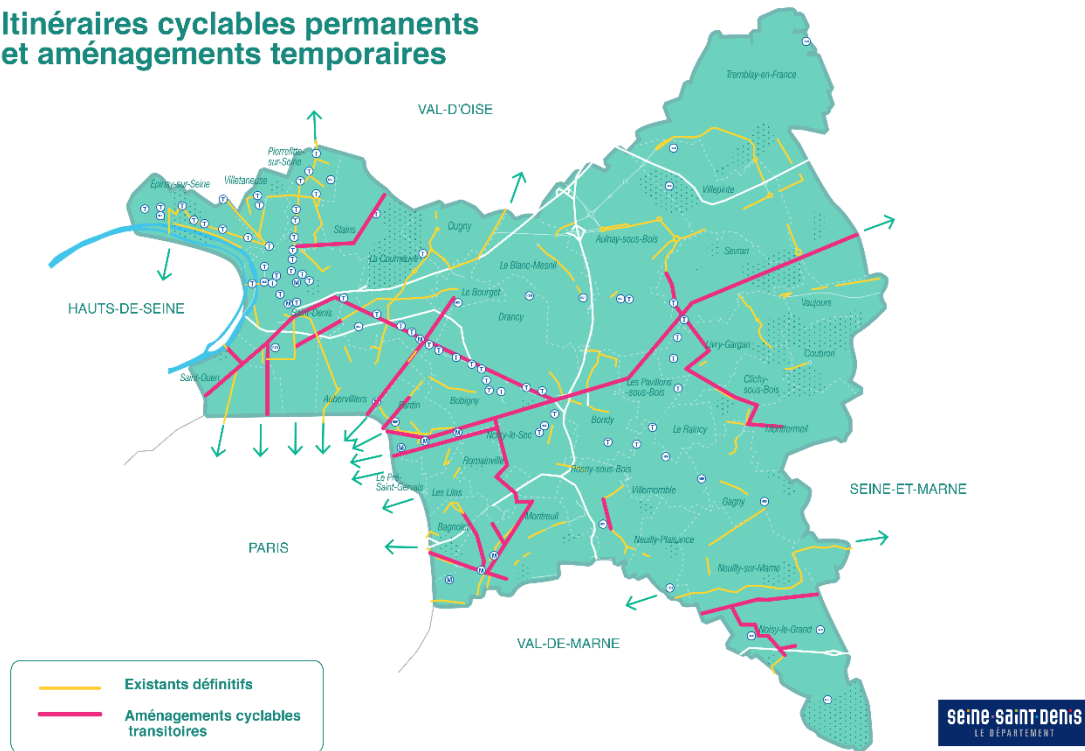 Itinéraires cyclables permanents
et aménagements temporaires
VAL-D'OISE
Tremblay-en-France
Pierrefitte-
sur-Seine
Epinay-sur-Seine
Villetaneuse
Villepinte
Stains
Dugny
Aulnay-sous-Bois
Sevran
La Courneuve
Le Blanc-Mesnil
HAUTS-DE-SEINE
Le Bourget
Vaujours
Saint-Denis
Drancy
Livry-Gargan
Coubron
Saint-Ouen
Les Pavillons
-sous-Bois
Clichy-
sous-Bois
Aubervilliers
Pantin
Bobigny
Bondy
Le Raincy
Montfermeil
Noisy-le-Sec
Romainville
Rosny-sous-Bois
Le Pré-
Saint-Gervais
Les Lilas
Villemomble
Gagny
SEINE-ET-MARNE
Bagnolet
Montreuil
PARIS
Neuilly-Plaisance
Neuilly-sur-Marne
VAL-DE-MARNE
Noisy-le-Grand
Existants définitifs
Aménagements cyclables
transitoires
seine-saint-denis
LE DÉPARTEMENT